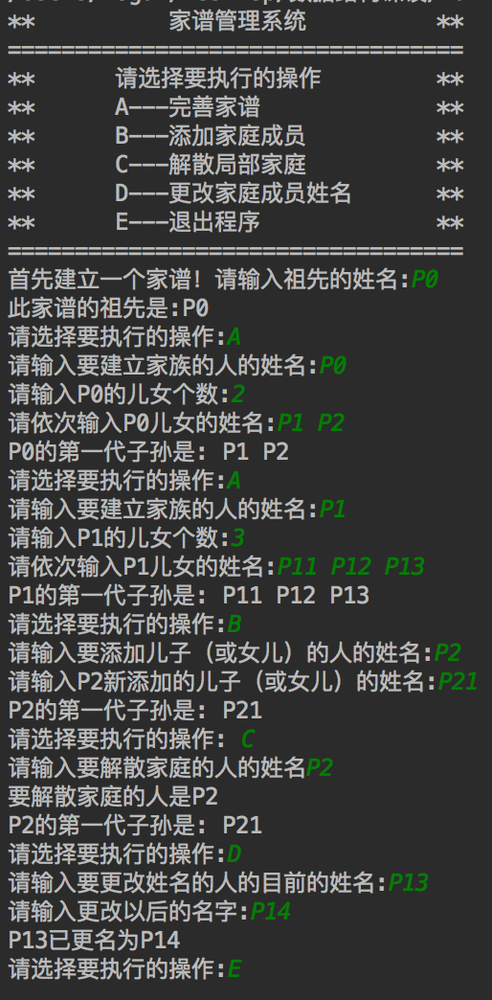 **          家谱管理系统          **
==================================
**      请选择要执行的操作         **
**      A---完善家谱             **
**      B---添加家庭成员          **
**      C---解散局部家庭          **
**      D---更改家庭成员姓名       **
**      E---退出程序             **
==================================
首先建立一个家谱！请输入祖先的姓名:P0
此家谱的祖先是:P0
请选择要执行的操作:A
请输入要建立家族的人的姓名:P0
请输入P0的儿女个数:2
请依次输入P0儿女的姓名:P1 P2
P0的第一代子孙是: P1 P2
请选择要执行的操作:A
请输入要建立家族的人的姓名:P1
请输入P1的儿女个数:3
请依次输入P1儿女的姓名:P11 P12 P13
P1的第一代子孙是: P11 P12 P13
请选择要执行的操作:B
请输入要添加儿子（或女儿）的人的姓名:P2
请输入P2新添加的儿子（或女儿）的姓名:P21
P2的第一代子孙是: P21
请选择要执行的操作: C
请输入要解散家庭的人的姓名P2
要解散家庭的人是P2
P2的第一代子孙是: P21
请选择要执行的操作:D
请输入要更改姓名的人的目前的姓名:P13
请输入更改以后的名字:P14
P13已更名为P14
请选择要执行的操作:E